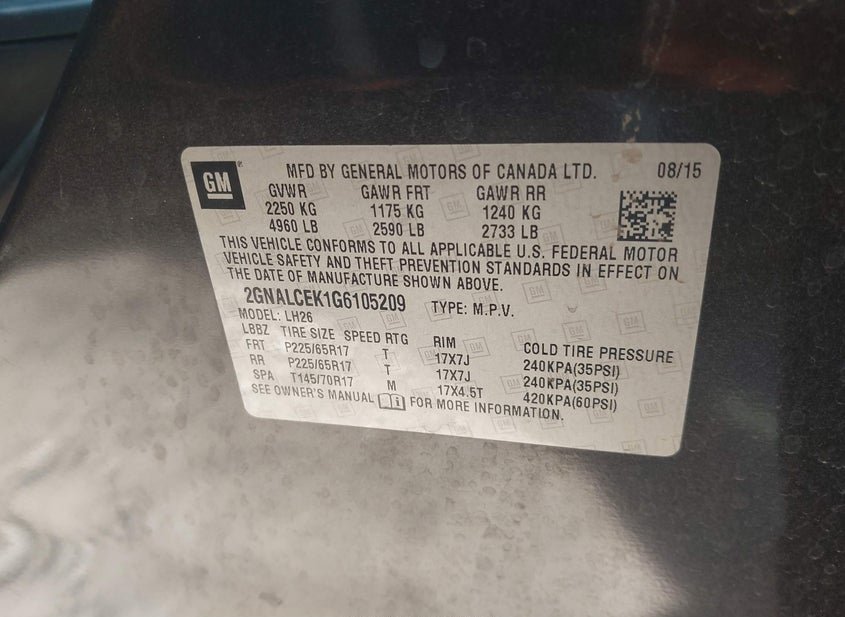 GM
MFD BY GENERAL MOTORS OF CANADA LTD. 08/15
GVWR GAWR FRT GAWR RR
2250 KG 1175 KG 1240 KG
4960 LB 2590 LB 2733 LB
THIS VEHICLE CONFORMS TO ALL APPLICABLE U.S. FEDERAL MOTOR
VEHICLE SAFETY AND THEFT PREVENTION STANDARDS IN EFFECT ON
THE DATE OF MANUFACTURE SHOWN ABOVE.
2GNALCEK1G6105209 TYPE: M.P.V.
MODEL: LH26
LBBZ TIRE SIZE SPEED RTG RIM COLD TIRE PRESSURE
FRT P225/65R17 T 17X7J 240KPA(35PSI)
RR P225/65R17 T 17X7J 240KPA(35PSI)
SPA T145/70R17 M 17X4.5T 420KPA(60PSI)
SEE OWNER'S MANUAL i FOR MORE INFORMATION.